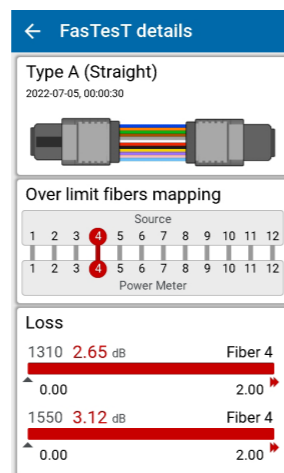 FasTesT details
Type A (Straight)
2022-07-05, 00:00:30
Over limit fibers mapping
Source
1 2 3 4 5 6 7 8 9 10 11 12
1 2 3 4 5 6 7 8 9 10 11 12
Power Meter
Loss
1310 2.65 dB Fiber 4
0.00 2.00
1550 3.12 dB Fiber 4
0.00 2.00